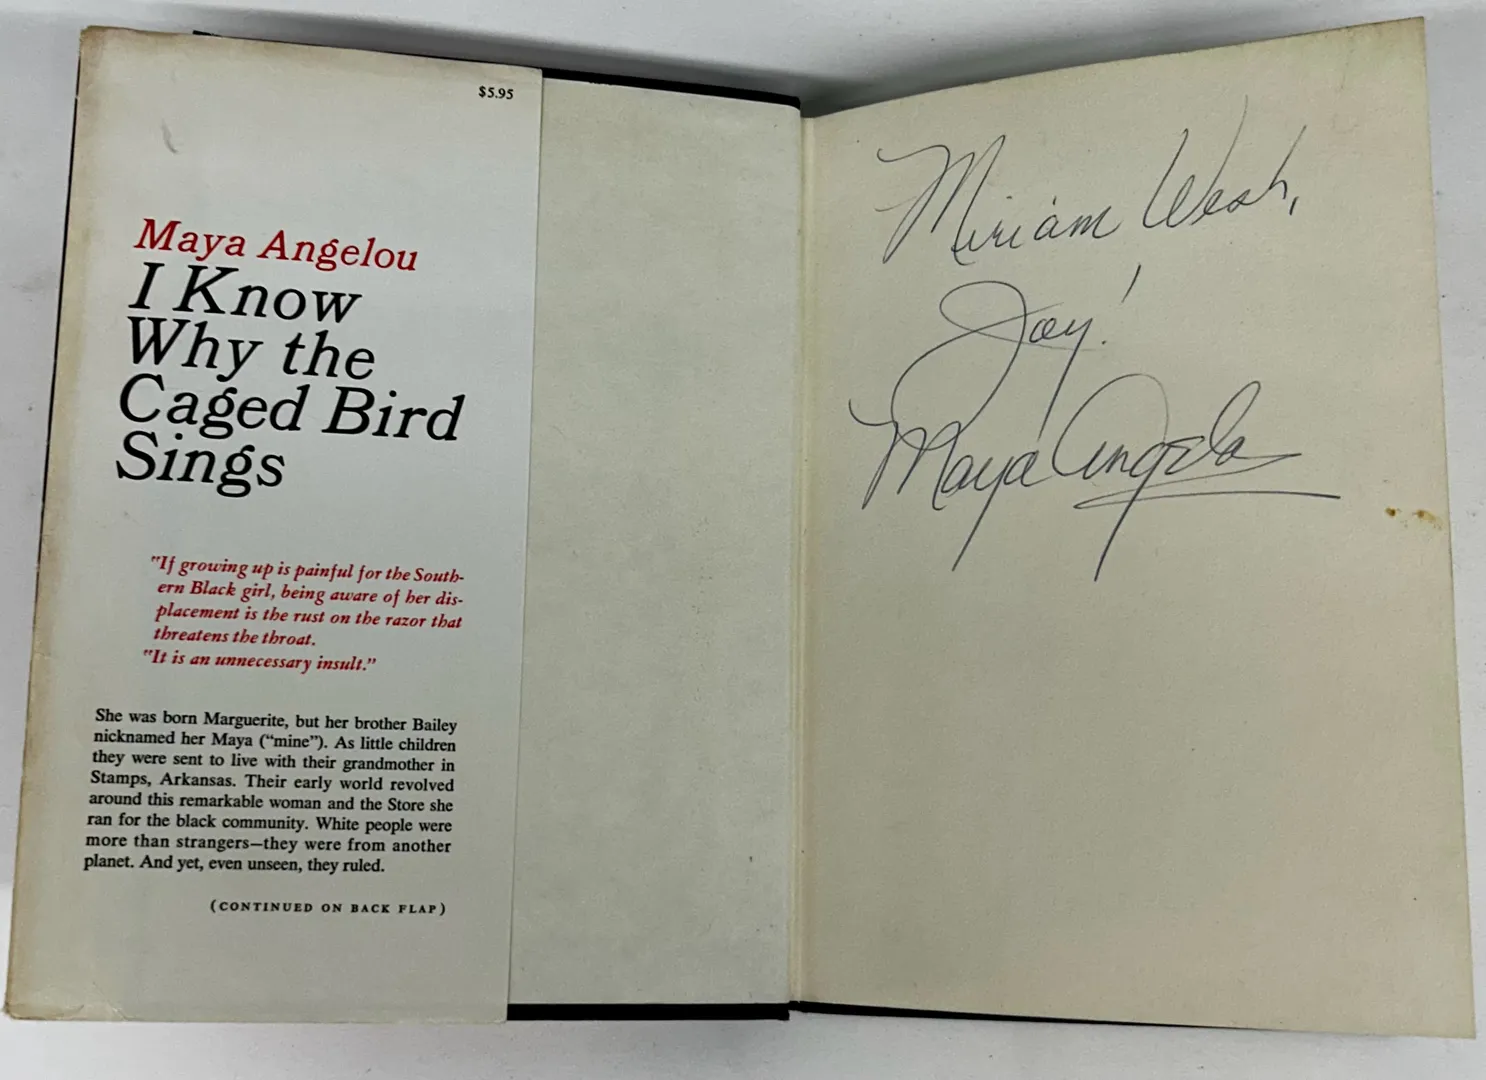 $5.95
Maya Angelou
I Know
Why the
Caged Bird
Sings
"If growing up is painful for the South-
ern Black girl, being aware of her dis-
placement is the rust on the razor that
threatens the throat.
"It is an unnecessary insult."
She was born Marguerite, but her brother Bailey
nicknamed her Maya (“mine”). As little children
they were sent to live with their grandmother in
Stamps, Arkansas. Their early world revolved
around this remarkable woman and the Store she
ran for the black community. White people were
more than strangers—they were from another
planet. And yet, even unseen, they ruled.
(CONTINUED ON BACK FLAP)
Miriam
Joy!
Maya Angelou